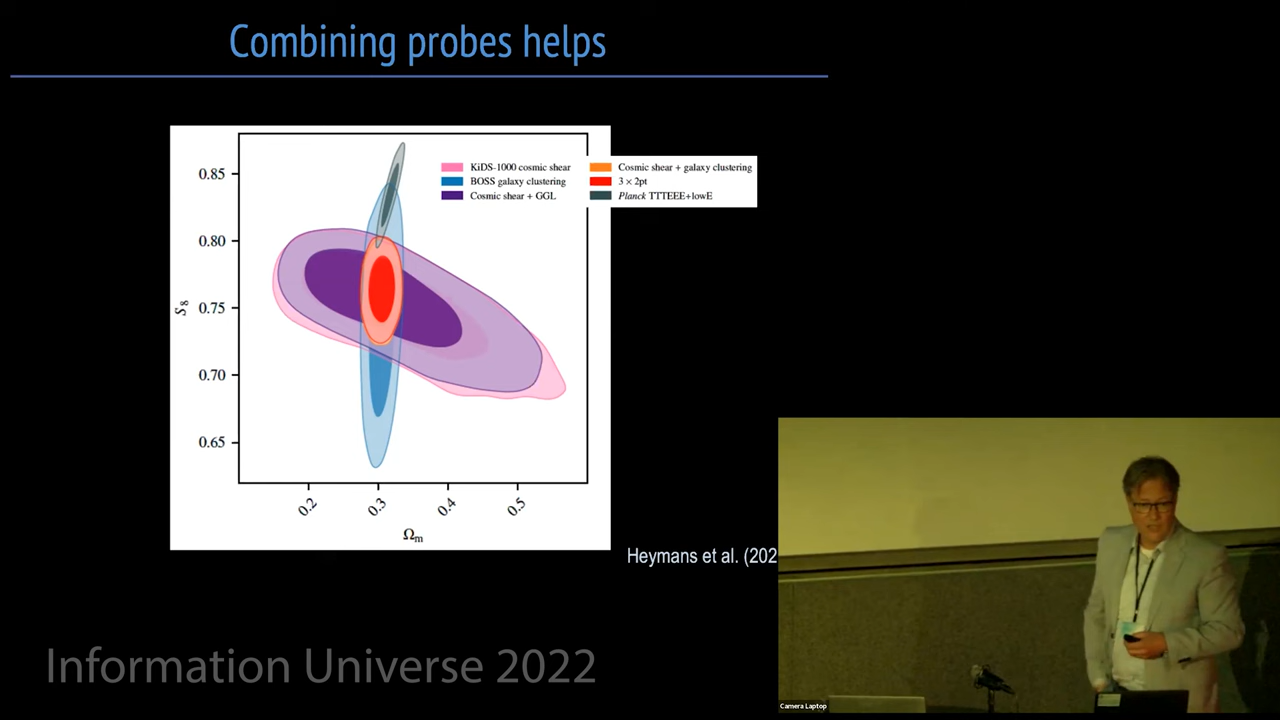 Combining probes helps
KiDS-1000 cosmic shear
BOSS galaxy clustering
Cosmic shear + GGL
Cosmic shear + galaxy clustering
3 × 2pt
Planck TTTEEE+lowE
0.85
0.80
0.75
0.70
0.65
S₈
0.2
0.3
0.4
0.5
Ωₘ
Heymans et al. (202
Information Universe 2022
Camera Laptop